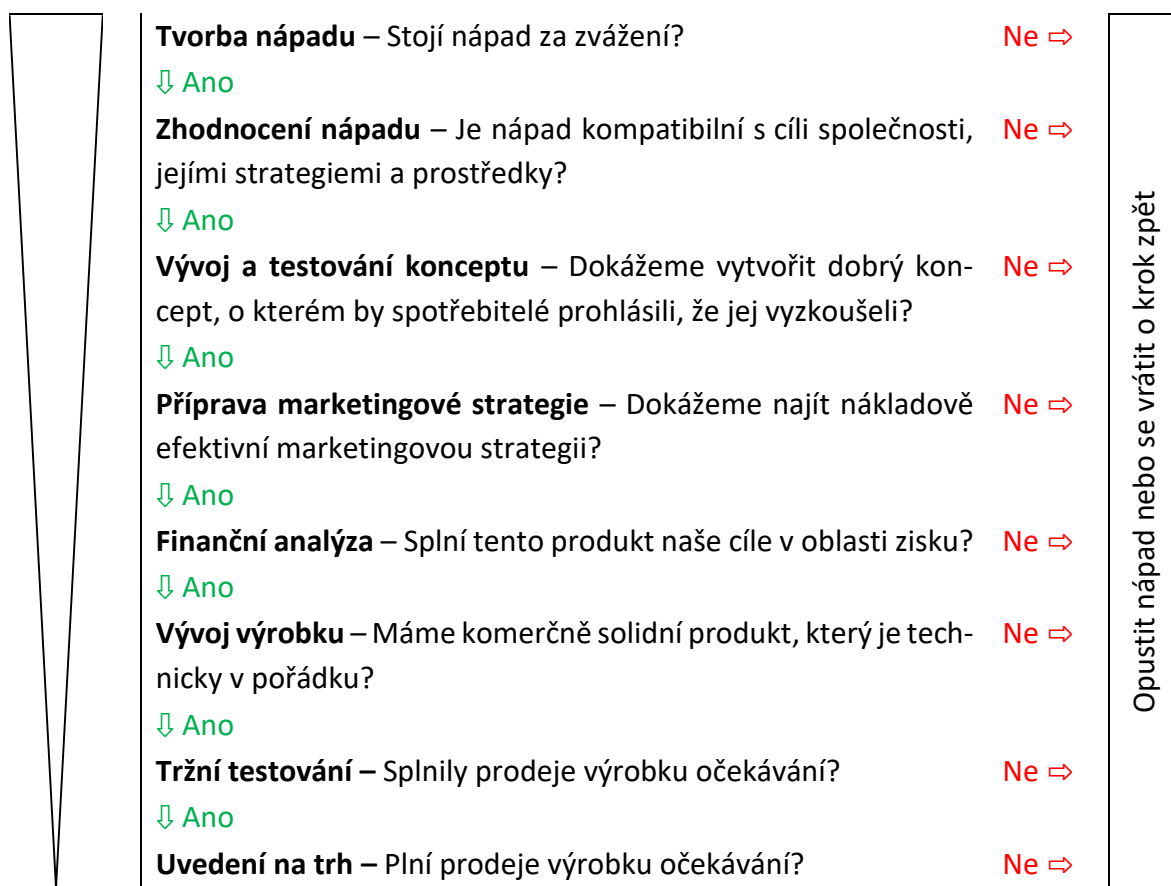 Tvorba nápadu – Stojí nápad za zvážení? Ne ⇨
⇩ Ano
Zhodnocení nápadu – Je nápad kompatibilní s cíli společnosti, Ne ⇨
jejími strategiemi a prostředky?
⇩ Ano
Vývoj a testování konceptu – Dokážeme vytvořit dobrý kon- Ne ⇨
cept, o kterém by spotřebitelé prohlásili, že jej vyzkoušeli?
⇩ Ano
Příprava marketingové strategie – Dokážeme najít nákladově Ne ⇨
efektivní marketingovou strategii?
⇩ Ano
Finanční analýza – Splní tento produkt naše cíle v oblasti zisku? Ne ⇨
⇩ Ano
Vývoj výrobku – Máme komerčně solidní produkt, který je tech- Ne ⇨
nicky v pořádku?
⇩ Ano
Tržní testování – Splnily prodeje výrobku očekávání? Ne ⇨
⇩ Ano
Uvedení na trh – Plní prodeje výrobku očekávání? Ne ⇨
Opustit nápad nebo se vrátit o krok zpět